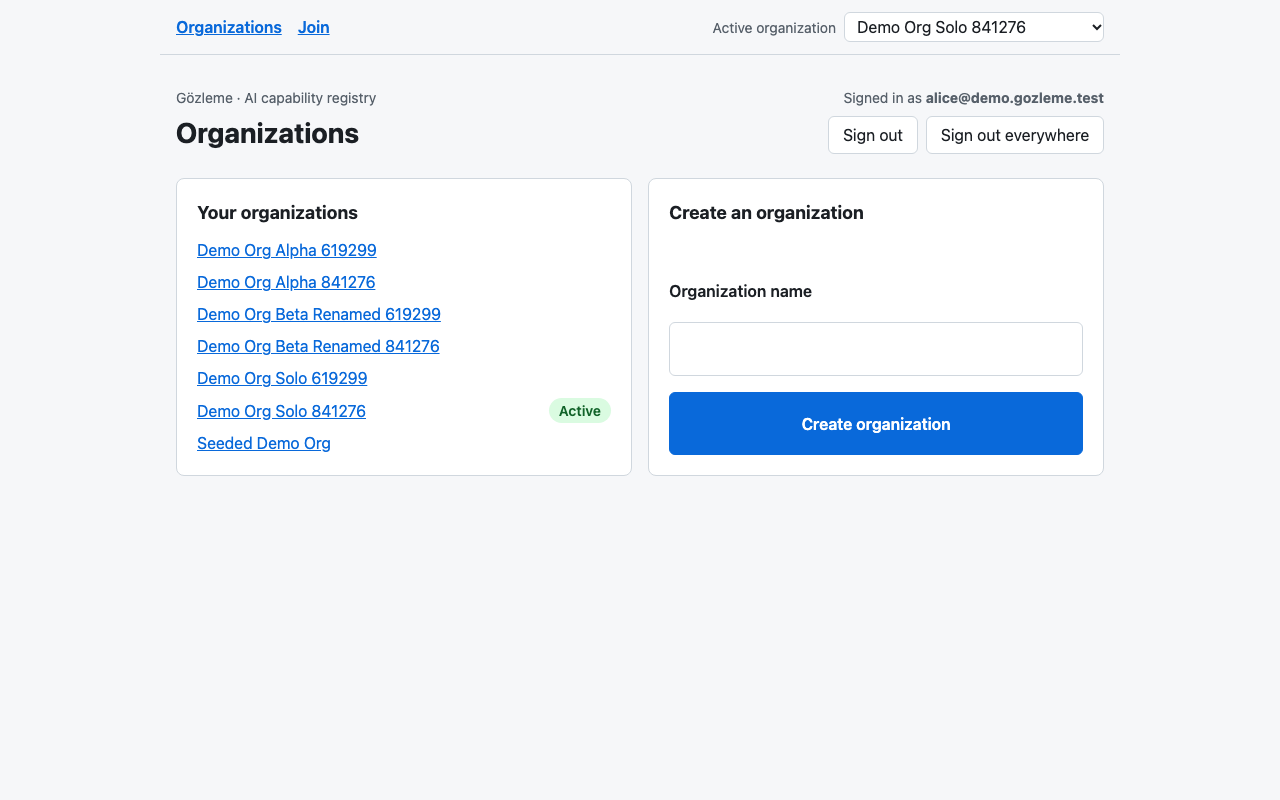 Organizations Join Active organization Demo Org Solo 841276
Gözleme · AI capability registry
Signed in as alice@demo.gozleme.test
Organizations
Sign out Sign out everywhere
Your organizations
Demo Org Alpha 619299
Demo Org Alpha 841276
Demo Org Beta Renamed 619299
Demo Org Beta Renamed 841276
Demo Org Solo 619299
Demo Org Solo 841276 Active
Seeded Demo Org
Create an organization
Organization name
Create organization